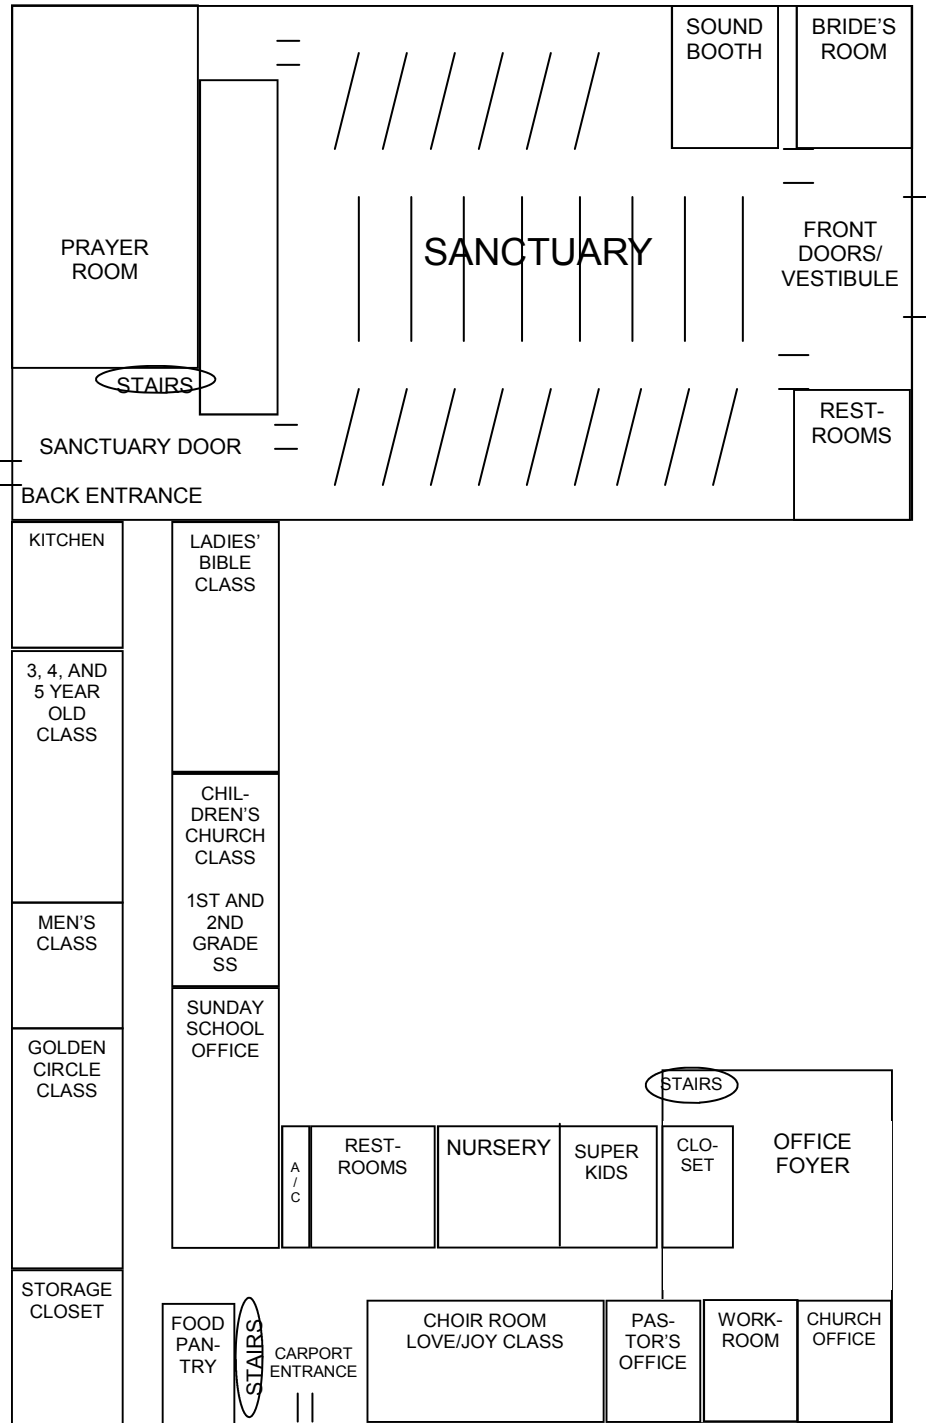 SOUND
BOOTH
BRIDE'S
ROOM
PRAYER
ROOM
SANCTUARY
FRONT
DOORS/
VESTIBULE
STAIRS
SANCTUARY DOOR
BACK ENTRANCE
REST-
ROOMS
KITCHEN
LADIES'
BIBLE
CLASS
3, 4, AND
5 YEAR
OLD
CLASS
CHIL-
DREN'S
CHURCH
CLASS
1ST AND
2ND
GRADE
SS
MEN'S
CLASS
SUNDAY
SCHOOL
OFFICE
GOLDEN
CIRCLE
CLASS
A
/
C
REST-
ROOMS
NURSERY
SUPER
KIDS
STAIRS
CLO-
SET
OFFICE
FOYER
STORAGE
CLOSET
FOOD
PAN-
TRY
STAIRS
CARPORT
ENTRANCE
CHOIR ROOM
LOVE/JOY CLASS
PAS-
TOR'S
OFFICE
WORK-
ROOM
CHURCH
OFFICE